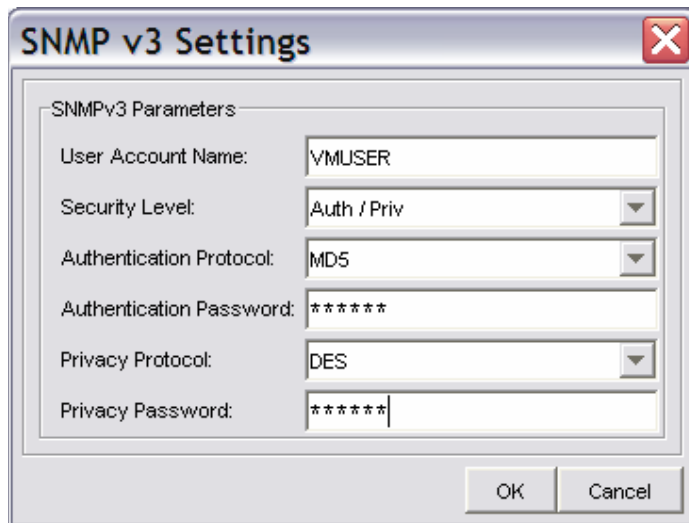 SNMP v3 Settings
SNMPv3 Parameters
User Account Name: VMUSER
Security Level: Auth / Priv
Authentication Protocol: MD5
Authentication Password: ******
Privacy Protocol: DES
Privacy Password: ******
OK Cancel